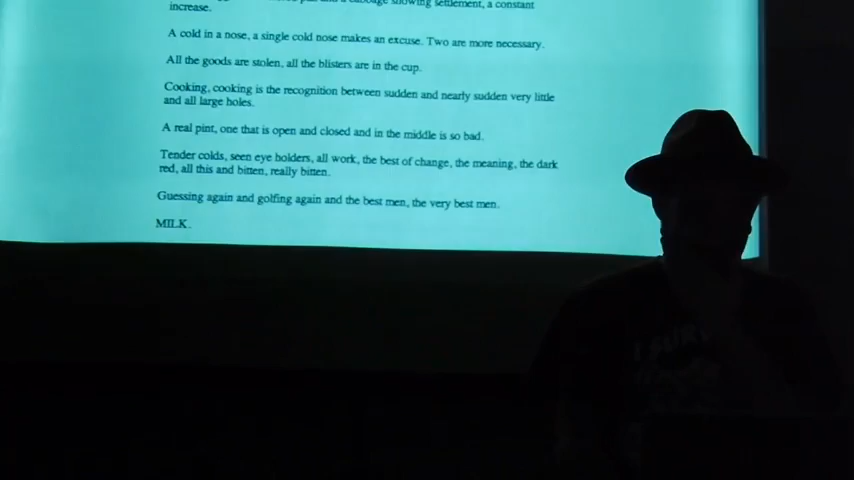 showing settlement, a constant
increase.
A cold in a nose, a single cold nose makes an excuse. Two are more necessary.
All the goods are stolen, all the blisters are in the cup.
Cooking, cooking is the recognition between sudden and nearly sudden very little
and all large holes.
A real pint, one that is open and closed and in the middle is so bad.
Tender colds, seen eye holders, all work, the best of change, the meaning, the dark
red, all this and bitten, really bitten.
Guessing again and golfing again and the best men, the very best men.
MILK.